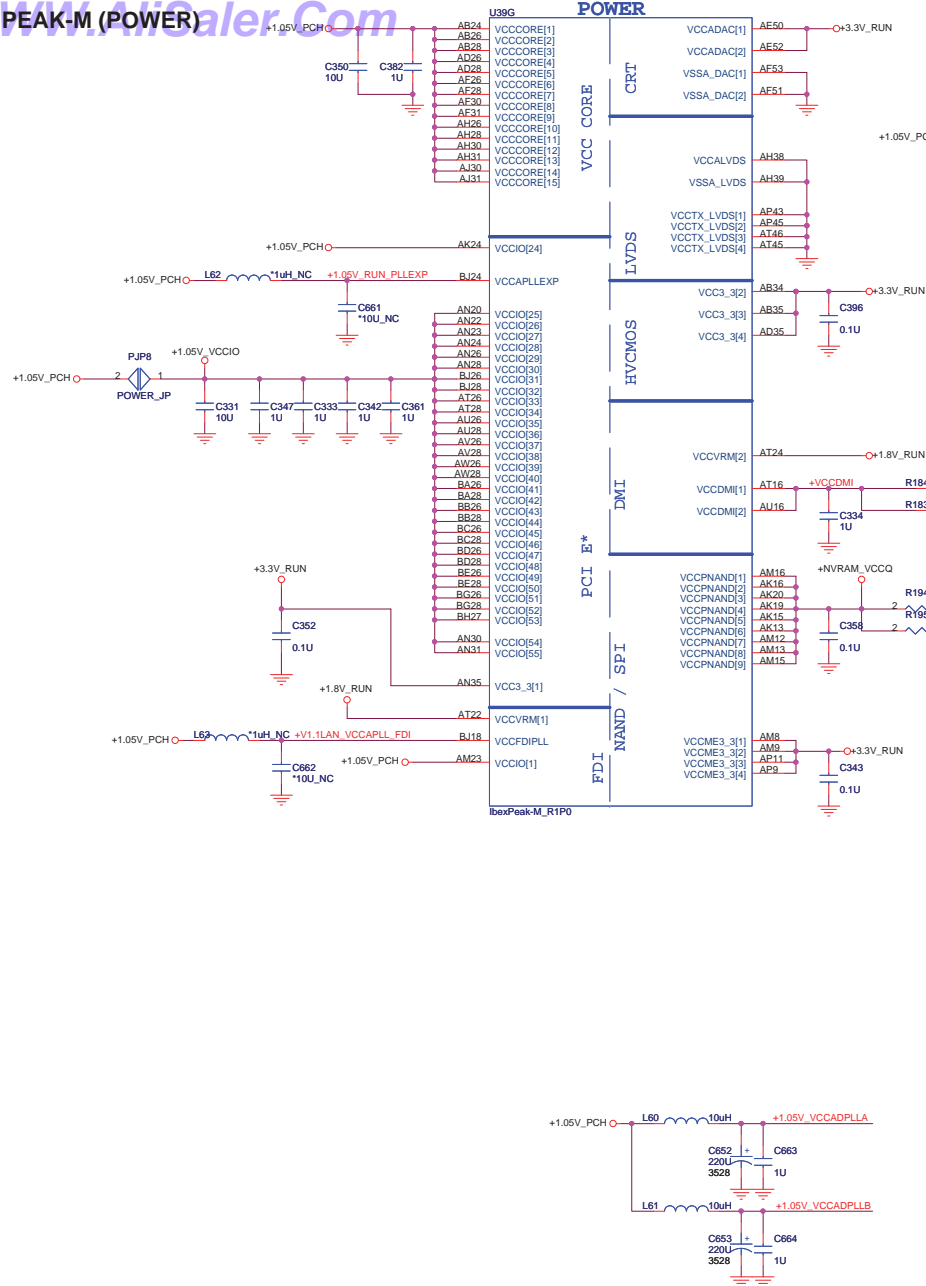 WWW.AliSaler.Com
PEAK-M (POWER)
POWER
U39G
+1.05V_PCH
C350
10U
C382
1U
AB24 VCCCORE[1]
AB26 VCCCORE[2]
AB28 VCCCORE[3]
AD26 VCCCORE[4]
AD28 VCCCORE[5]
AF26 VCCCORE[6]
AF28 VCCCORE[7]
AF30 VCCCORE[8]
AF31 VCCCORE[9]
AH26 VCCCORE[10]
AH28 VCCCORE[11]
AH30 VCCCORE[12]
AH31 VCCCORE[13]
AJ30 VCCCORE[14]
AJ31 VCCCORE[15]
VCC CORE
CRT
VCCADAC[1] AE50 +3.3V_RUN
VCCADAC[2] AE52
VSSA_DAC[1] AF53
VSSA_DAC[2] AF51
+1.05V_PC
LVDS
VCCALVDS AH38
VSSA_LVDS AH39
VCCTX_LVDS[1] AP43
VCCTX_LVDS[2] AP45
VCCTX_LVDS[3] AT46
VCCTX_LVDS[4] AT45
+1.05V_PCH AK24 VCCIO[24]
+1.05V_PCH L62 *1uH_NC +1.05V_RUN_PLLEXP BJ24 VCCAPLLEXP
C661
*10U_NC
HVCMOS
VCC3_3[2] AB34 +3.3V_RUN
VCC3_3[3] AB35
VCC3_3[4] AD35
C396
0.1U
AN20 VCCIO[25]
AN22 VCCIO[26]
AN23 VCCIO[27]
AN24 VCCIO[28]
AN26 VCCIO[29]
AN28 VCCIO[30]
BJ26 VCCIO[31]
BJ28 VCCIO[32]
AT26 VCCIO[33]
AT28 VCCIO[34]
AU26 VCCIO[35]
AU28 VCCIO[36]
AV26 VCCIO[37]
AV28 VCCIO[38]
AW26 VCCIO[39]
AW28 VCCIO[40]
BA26 VCCIO[41]
BA28 VCCIO[42]
BB26 VCCIO[43]
BB28 VCCIO[44]
BC26 VCCIO[45]
BC28 VCCIO[46]
BD26 VCCIO[47]
BD28 VCCIO[48]
BE26 VCCIO[49]
BE28 VCCIO[50]
BG26 VCCIO[51]
BG28 VCCIO[52]
BH27 VCCIO[53]
AN30 VCCIO[54]
AN31 VCCIO[55]
+1.05V_PCH 2 PJP8 1 +1.05V_VCCIO
POWER_JP
C331
10U
C347
1U
C333
1U
C342
1U
C361
1U
DMI
VCCVRM[2] AT24 +1.8V_RUN
VCCDMI[1] AT16 +VCCDMI R184
VCCDMI[2] AU16 R183
C334
1U
PCI E*
+3.3V_RUN
C352
0.1U
AN35 VCC3_3[1]
NAND / SPI
VCCPNAND[1] AM16
VCCPNAND[2] AK16
VCCPNAND[3] AK20
VCCPNAND[4] AK19
VCCPNAND[5] AK15
VCCPNAND[6] AK13
VCCPNAND[7] AM12
VCCPNAND[8] AM13
VCCPNAND[9] AM15
+NVRAM_VCCQ
2 R194
2 R195
C358
0.1U
+1.8V_RUN
AT22 VCCVRM[1]
+1.05V_PCH L63 *1uH_NC +V1.1LAN_VCCAPLL_FDI BJ18 VCCFDIPLL
C662
*10U_NC
+1.05V_PCH AM23 VCCIO[1]
FDI
VCCME3_3[1] AM8
VCCME3_3[2] AM9 +3.3V_RUN
VCCME3_3[3] AP11
VCCME3_3[4] AP9
C343
0.1U
IbexPeak-M_R1P0
+1.05V_PCH L60 10uH +1.05V_VCCADPLLA
C652
220U
3528
+
C663
1U
L61 10uH +1.05V_VCCADPLLB
C653
220U
3528
+
C664
1U